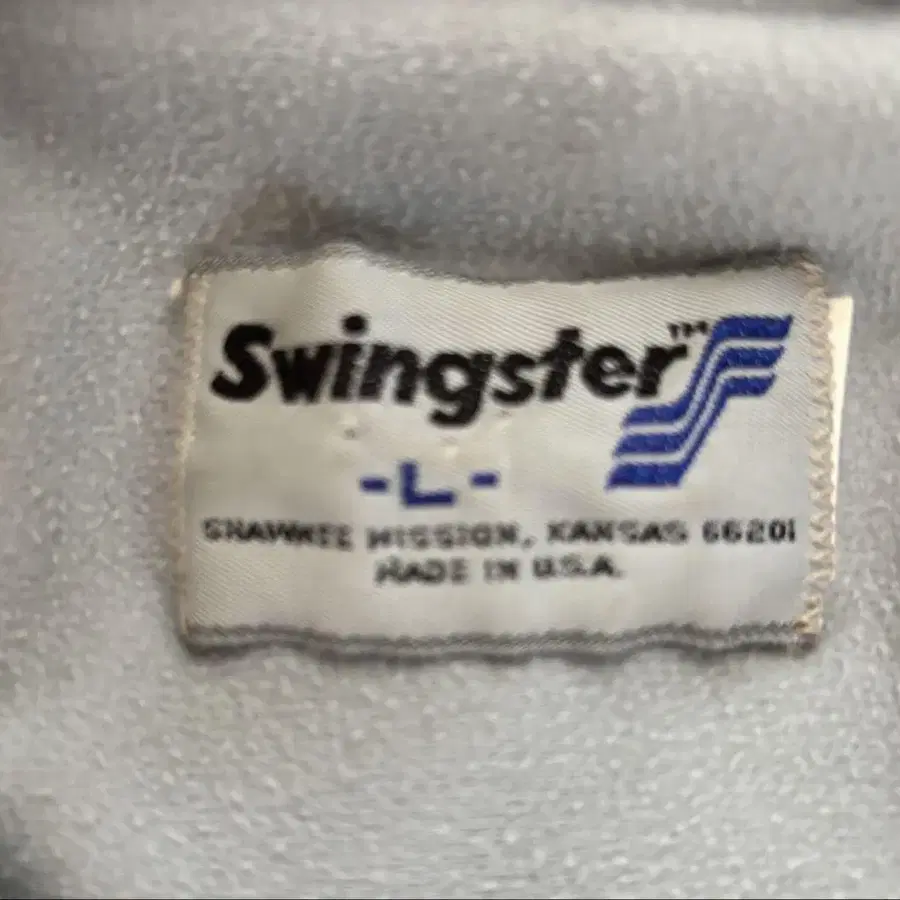 Swingster™
-L-
SHAWNEE MISSION, KANSAS 66201
MADE IN U.S.A.